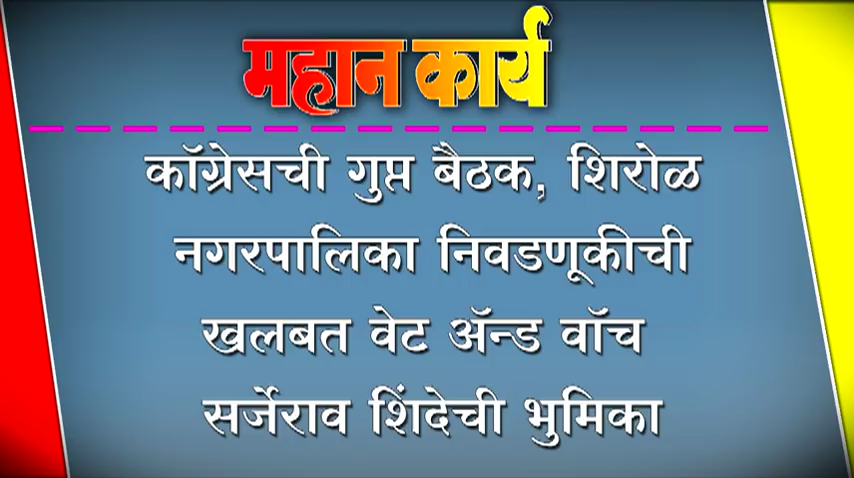 महान कार्य
कॉग्रेसची गुप्त बैठक, शिरोळ
नगरपालिका निवडणूकीची
खलबत वेट ॲन्ड वॉच
सर्जेराव शिंदेची भुमिका